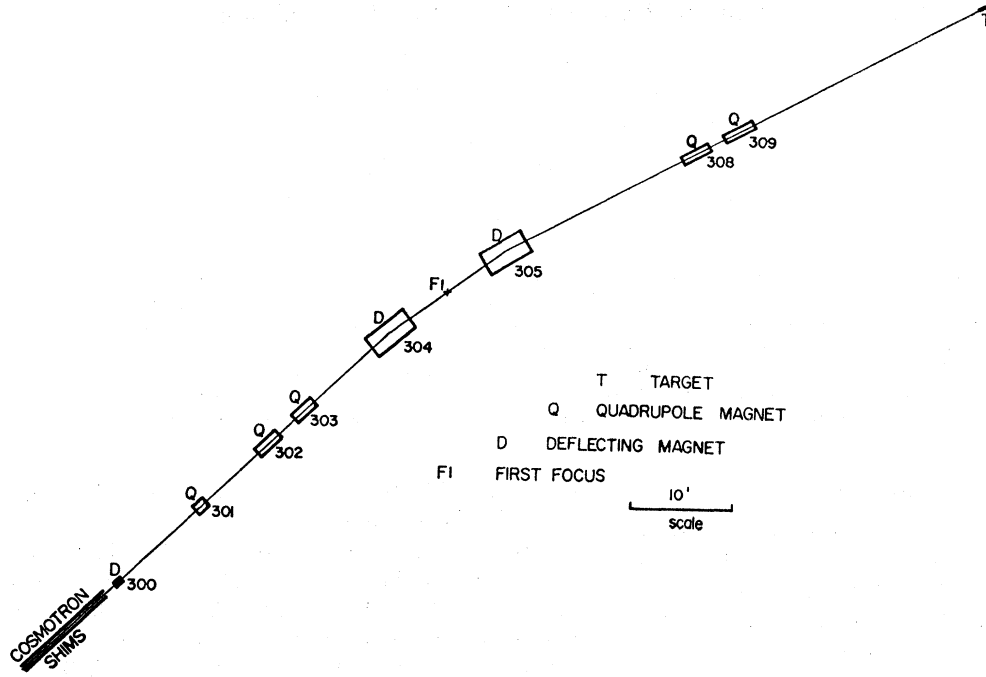 T
Q
309
Q
308
D
305
F1
D
304
Q
303
Q
302
Q
301
D
300
COSMOTRON
SHIMS
T TARGET
Q QUADRUPOLE MAGNET
D DEFLECTING MAGNET
F1 FIRST FOCUS
10'
scale